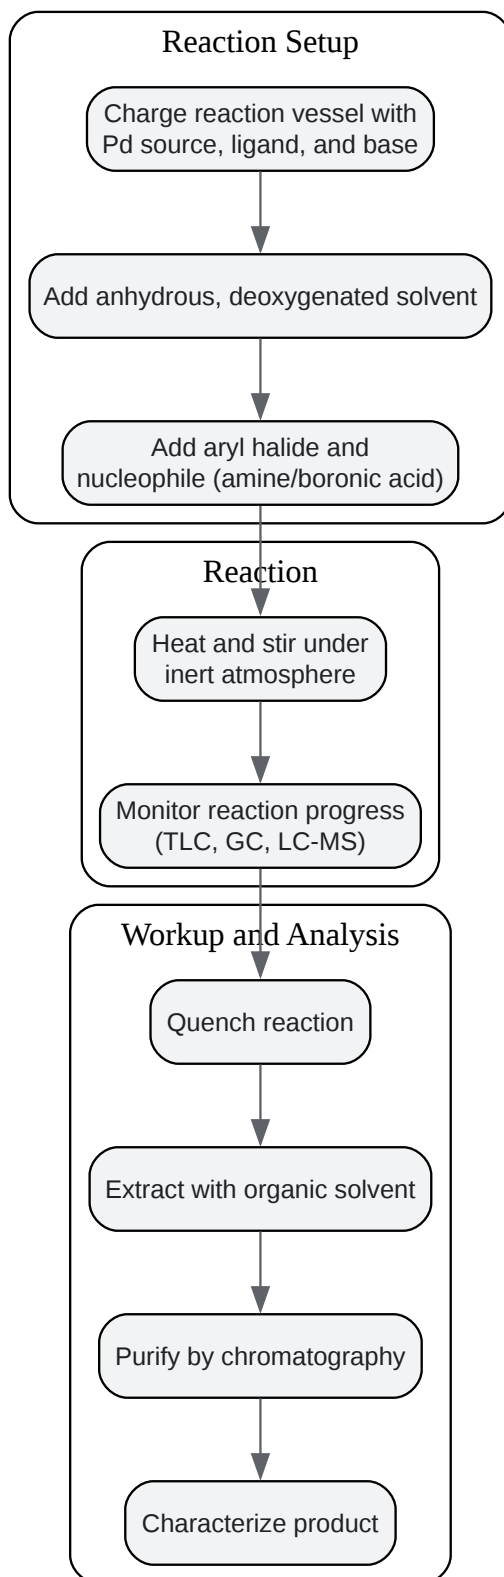 Reaction Setup
Charge reaction vessel with
Pd source, ligand, and base
Add anhydrous, deoxygenated solvent
Add aryl halide and
nucleophile (amine/boronic acid)
Reaction
Heat and stir under
inert atmosphere
Monitor reaction progress
(TLC, GC, LC-MS)
Workup and Analysis
Quench reaction
Extract with organic solvent
Purify by chromatography
Characterize product